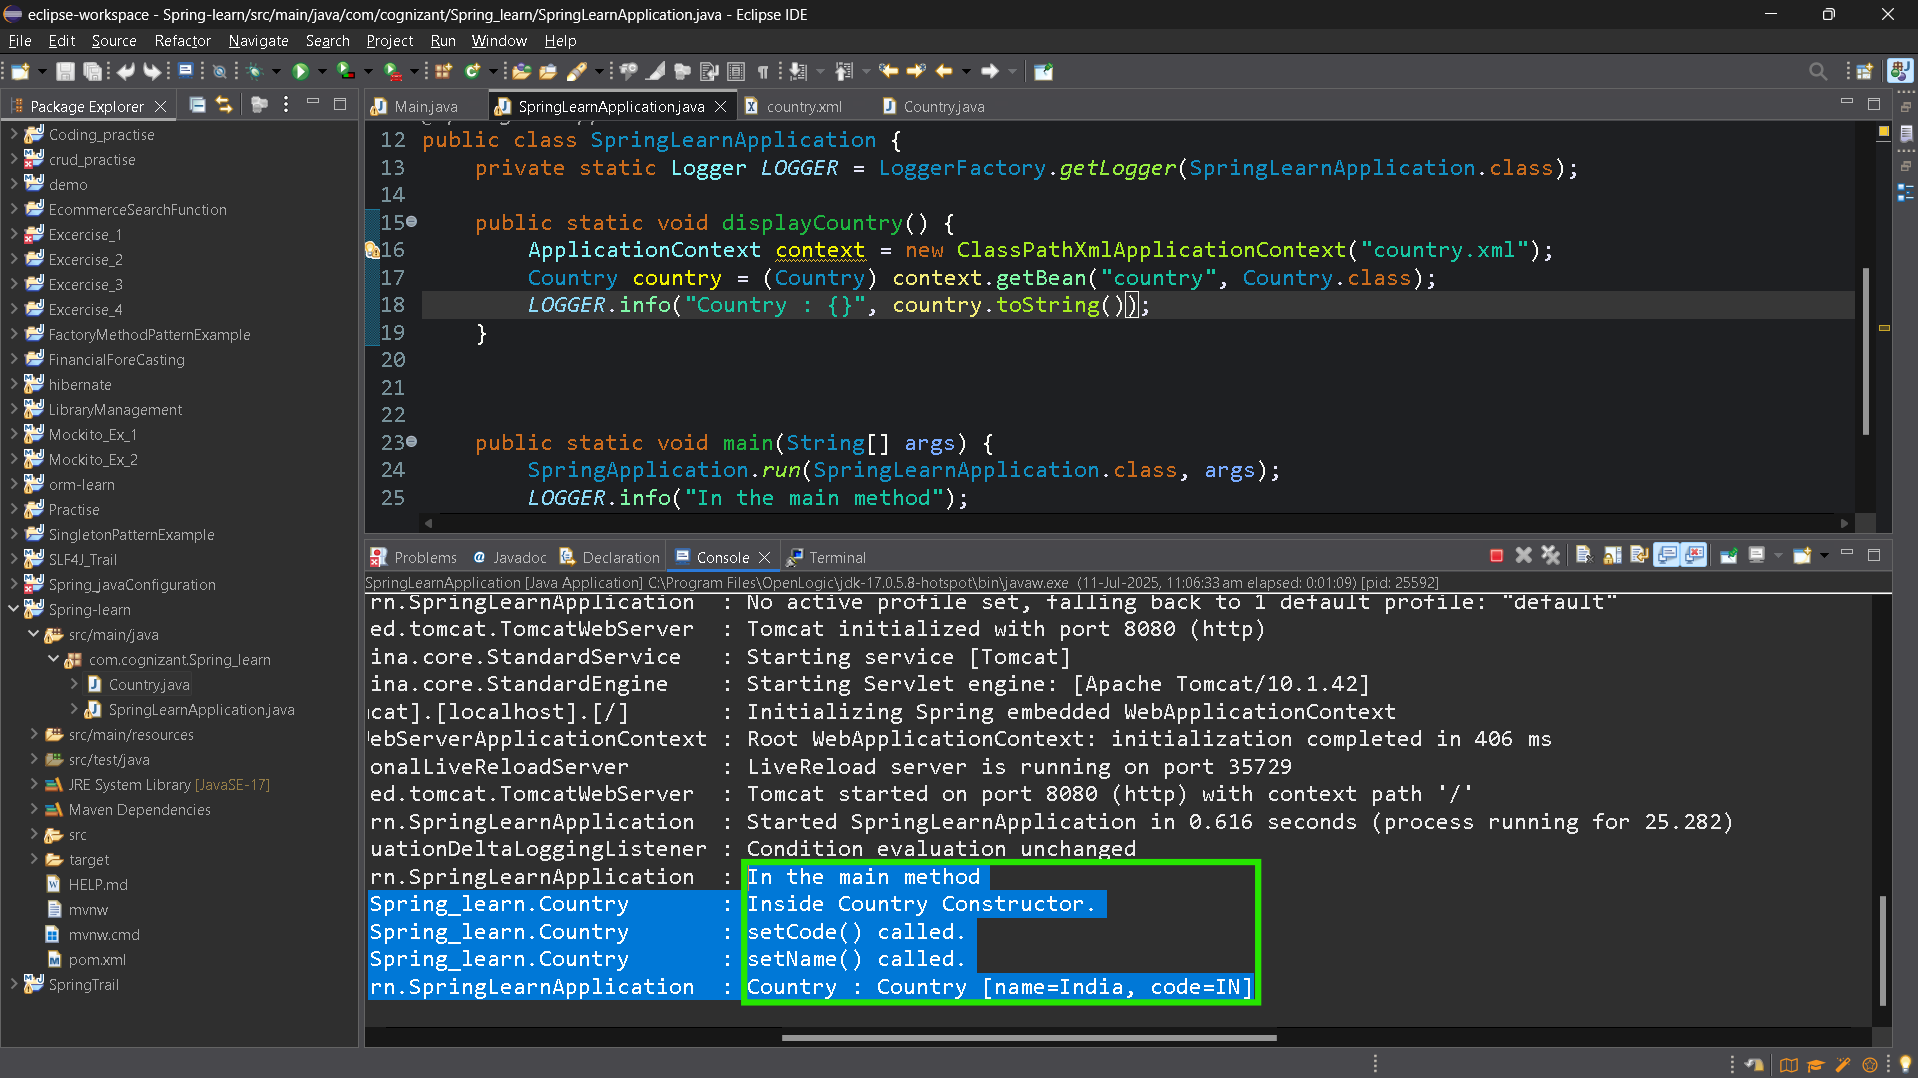 eclipse-workspace - Spring-learn/src/main/java/com/cognizant/Spring_learn/SpringLearnApplication.java - Eclipse IDE
File Edit Source Refactor Navigate Search Project Run Window Help
Package Explorer
Coding_practise
crud_practise
demo
EcommerceSearchFunction
Excercise_1
Excercise_2
Excercise_3
Excercise_4
FactoryMethodPatternExample
FinancialForeCasting
hibernate
LibraryManagement
Mockito_Ex_1
Mockito_Ex_2
orm-learn
Practise
SingletonPatternExample
SLF4J_Trail
Spring_javaConfiguration
Spring-learn
src/main/java
com.cognizant.Spring_learn
Country.java
SpringLearnApplication.java
src/main/resources
src/test/java
JRE System Library [JavaSE-17]
Maven Dependencies
src
target
HELP.md
mvnw
mvnw.cmd
pom.xml
SpringTrail
Main.java SpringLearnApplication.java country.xml Country.java
12 public class SpringLearnApplication {
13 private static Logger LOGGER = LoggerFactory.getLogger(SpringLearnApplication.class);
14
15 public static void displayCountry() {
16 ApplicationContext context = new ClassPathXmlApplicationContext("country.xml");
17 Country country = (Country) context.getBean("country", Country.class);
18 LOGGER.info("Country : {}", country.toString());
19 }
20
21
22
23 public static void main(String[] args) {
24 SpringApplication.run(SpringLearnApplication.class, args);
25 LOGGER.info("In the main method");
Problems Javadoc Declaration Console Terminal
SpringLearnApplication [Java Application] C:\Program Files\OpenLogic\jdk-17.0.5.8-hotspot\bin\javaw.exe (11-Jul-2025, 11:06:33 am elapsed: 0:01:09) [pid: 25592]
rn.SpringLearnApplication : No active profile set, falling back to 1 default profile: "default"
ed.tomcat.TomcatWebServer : Tomcat initialized with port 8080 (http)
ina.core.StandardService : Starting service [Tomcat]
ina.core.StandardEngine : Starting Servlet engine: [Apache Tomcat/10.1.42]
cat].[localhost].[/] : Initializing Spring embedded WebApplicationContext
ebServerApplicationContext : Root WebApplicationContext: initialization completed in 406 ms
onalLiveReloadServer : LiveReload server is running on port 35729
ed.tomcat.TomcatWebServer : Tomcat started on port 8080 (http) with context path '/'
rn.SpringLearnApplication : Started SpringLearnApplication in 0.616 seconds (process running for 25.282)
uationDeltaLoggingListener : Condition evaluation unchanged
rn.SpringLearnApplication : In the main method
Spring_learn.Country : Inside Country Constructor.
Spring_learn.Country : setCode() called.
Spring_learn.Country : setName() called.
rn.SpringLearnApplication : Country : Country [name=India, code=IN]